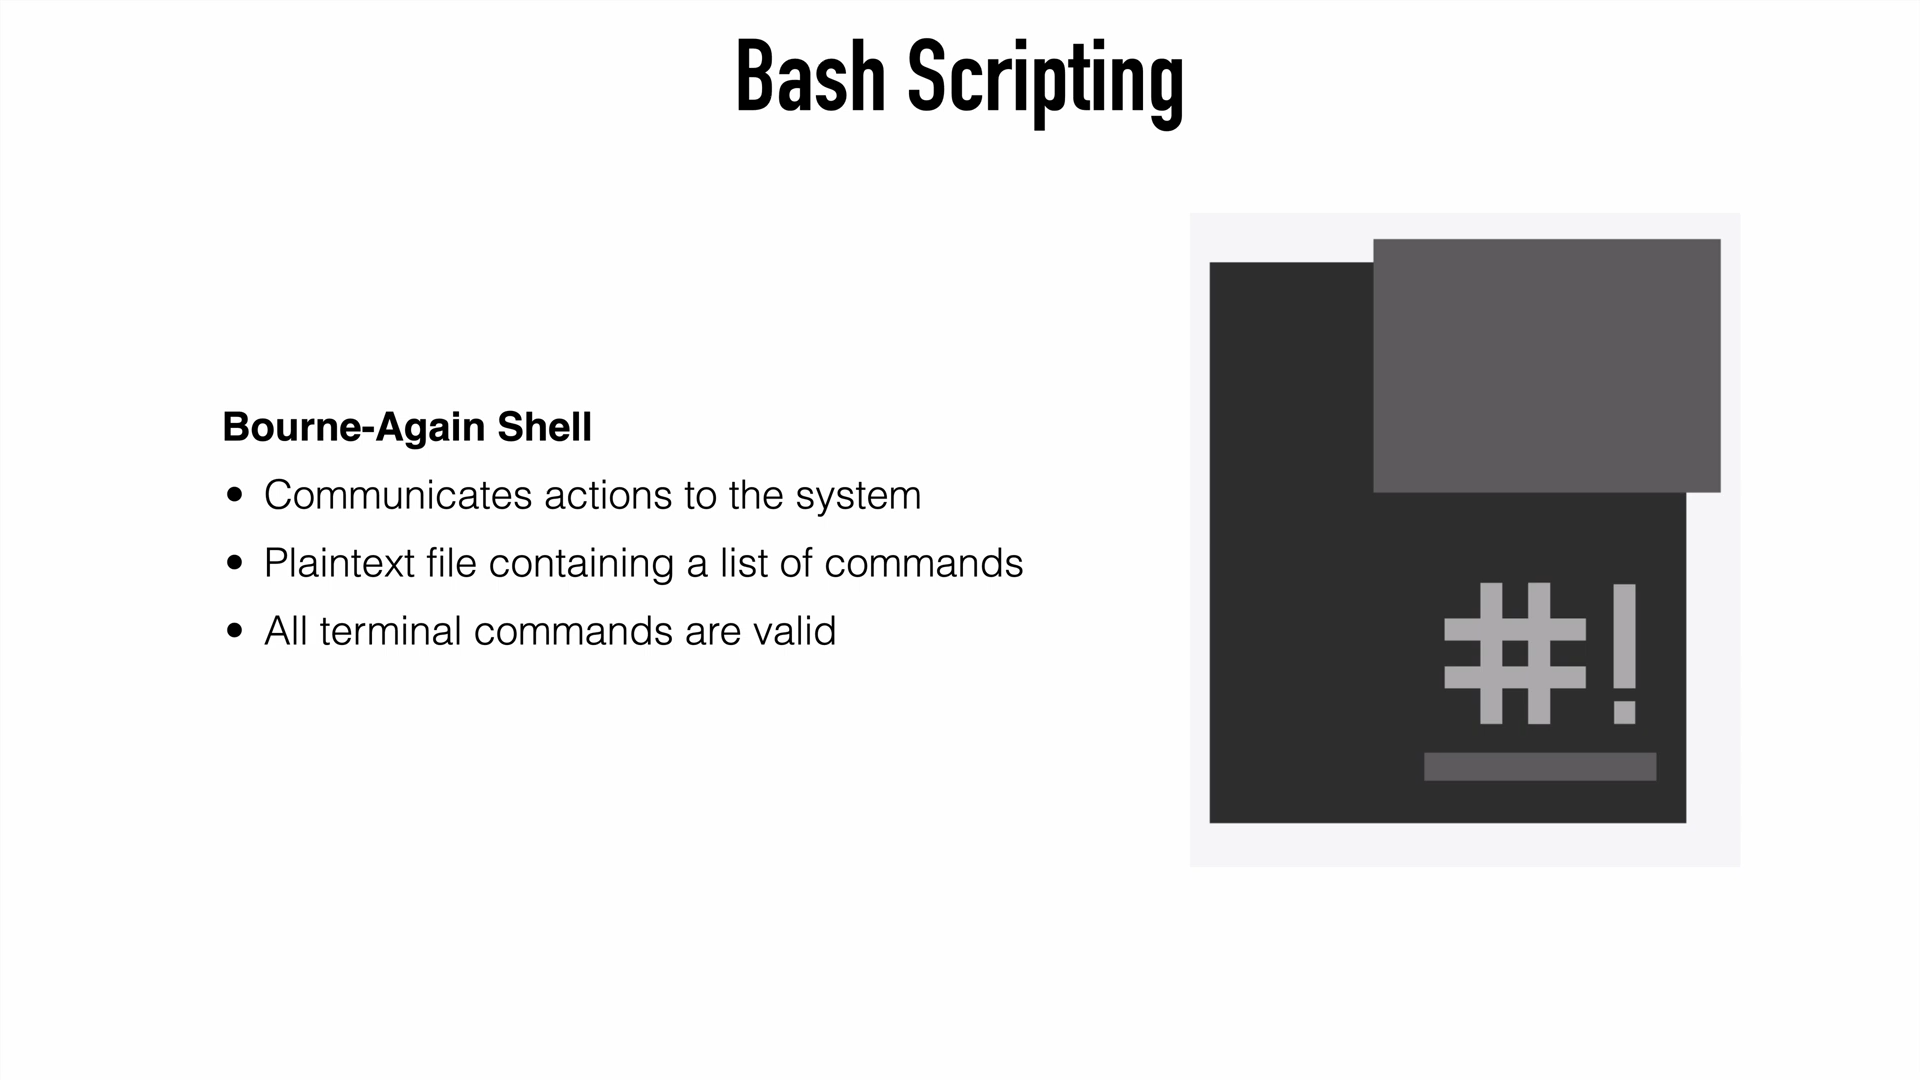 Bash Scripting
Bourne-Again Shell
• Communicates actions to the system
• Plaintext file containing a list of commands
• All terminal commands are valid
#!